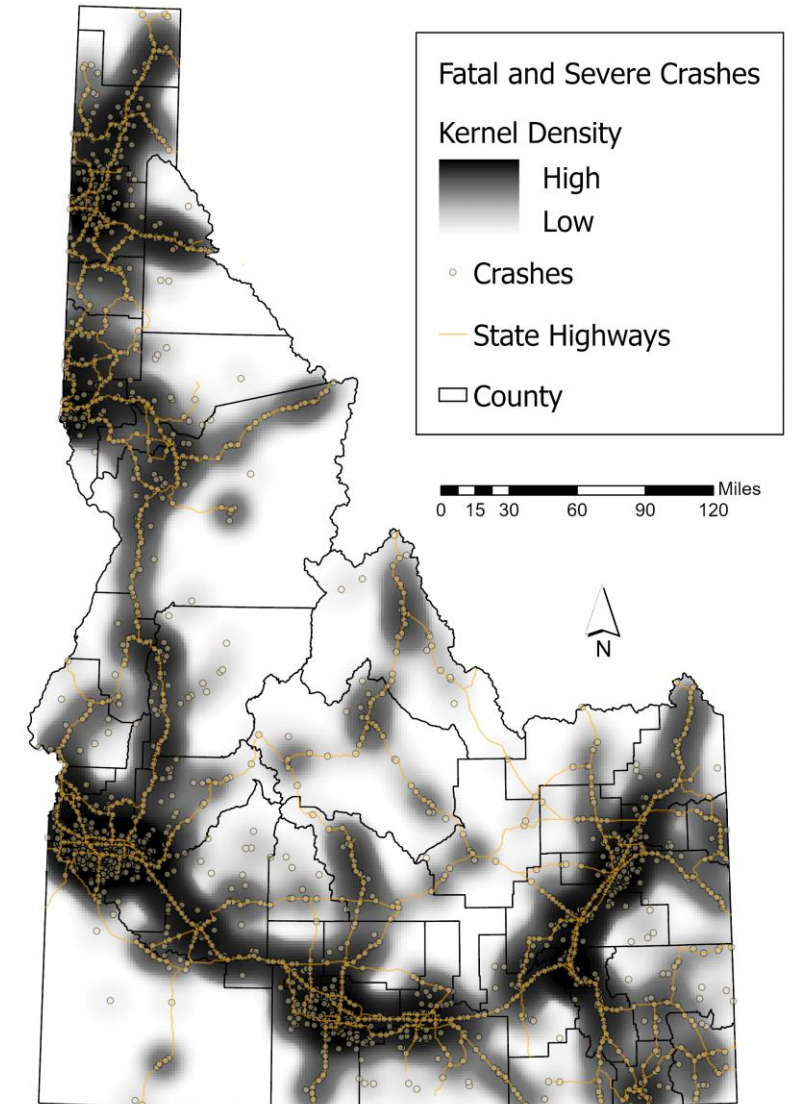 Fatal and Severe Crashes
Kernel Density
High
Low
Crashes
State Highways
County
Miles
0 15 30 60 90 120
N